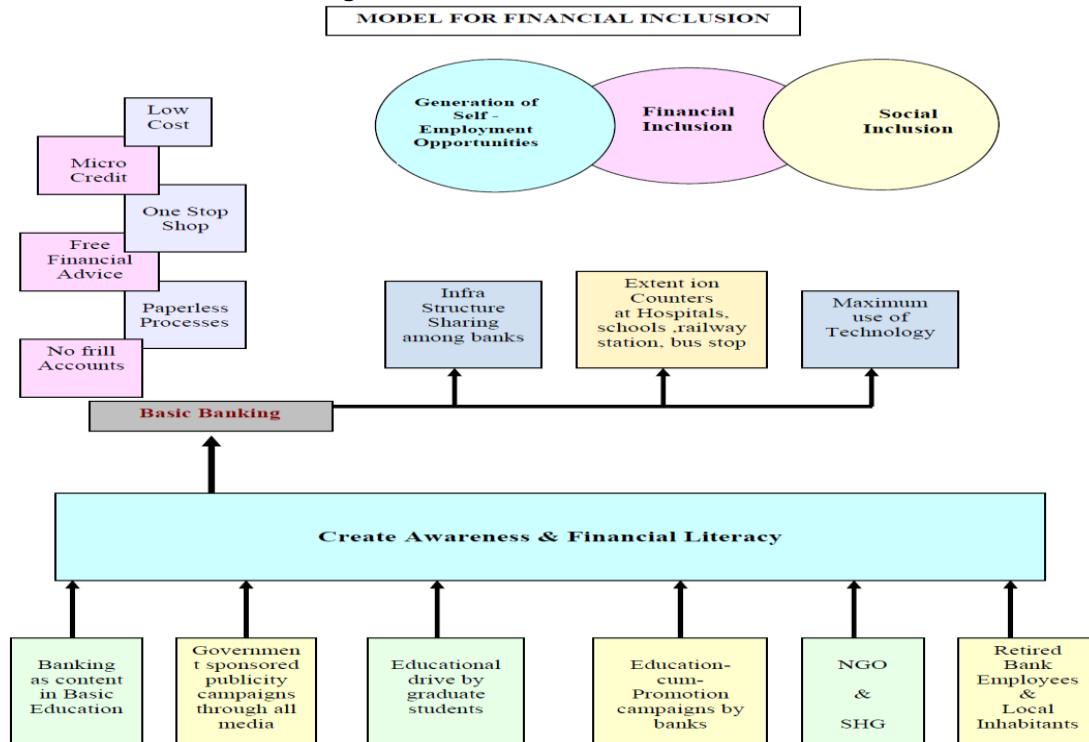 MODEL FOR FINANCIAL INCLUSION
Generation of
Self -
Employment
Opportunities
Financial
Inclusion
Social
Inclusion
Low
Cost
Micro
Credit
One Stop
Shop
Free
Financial
Advice
Paperless
Processes
No frill
Accounts
Infra
Structure
Sharing
among banks
Extent ion
Counters
at Hospitals,
schools ,railway
station, bus stop
Maximum
use of
Technology
Basic Banking
Create Awareness & Financial Literacy
Banking
as content
in Basic
Education
Governmen
t sponsored
publicity
campaigns
through all
media
Educational
drive by
graduate
students
Education-
cum-
Promotion
campaigns by
banks
NGO
&
SHG
Retired
Bank
Employees
&
Local
Inhabitants